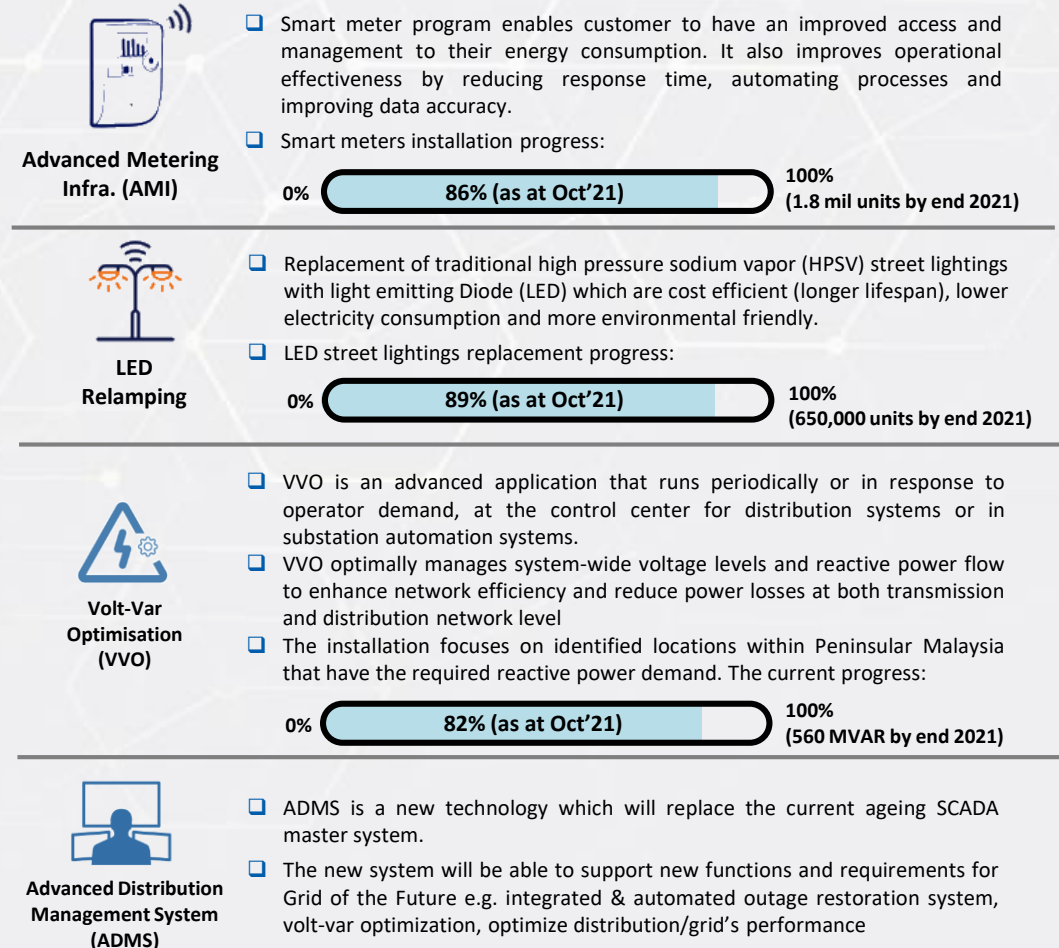 Advanced Metering
Infra. (AMI)
❑ Smart meter program enables customer to have an improved access and
management to their energy consumption. It also improves operational
effectiveness by reducing response time, automating processes and
improving data accuracy.
❑ Smart meters installation progress:
0% 86% (as at Oct’21) 100%
(1.8 mil units by end 2021)
LED
Relamping
❑ Replacement of traditional high pressure sodium vapor (HPSV) street lightings
with light emitting Diode (LED) which are cost efficient (longer lifespan), lower
electricity consumption and more environmental friendly.
❑ LED street lightings replacement progress:
0% 89% (as at Oct’21) 100%
(650,000 units by end 2021)
Volt-Var
Optimisation
(VVO)
❑ VVO is an advanced application that runs periodically or in response to
operator demand, at the control center for distribution systems or in
substation automation systems.
❑ VVO optimally manages system-wide voltage levels and reactive power flow
to enhance network efficiency and reduce power losses at both transmission
and distribution network level
❑ The installation focuses on identified locations within Peninsular Malaysia
that have the required reactive power demand. The current progress:
0% 82% (as at Oct’21) 100%
(560 MVAR by end 2021)
Advanced Distribution
Management System
(ADMS)
❑ ADMS is a new technology which will replace the current ageing SCADA
master system.
❑ The new system will be able to support new functions and requirements for
Grid of the Future e.g. integrated & automated outage restoration system,
volt-var optimization, optimize distribution/grid’s performance